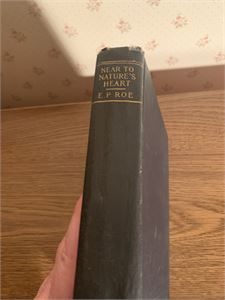 NEAR TO
NATURE'S
HEART
E. P. ROE